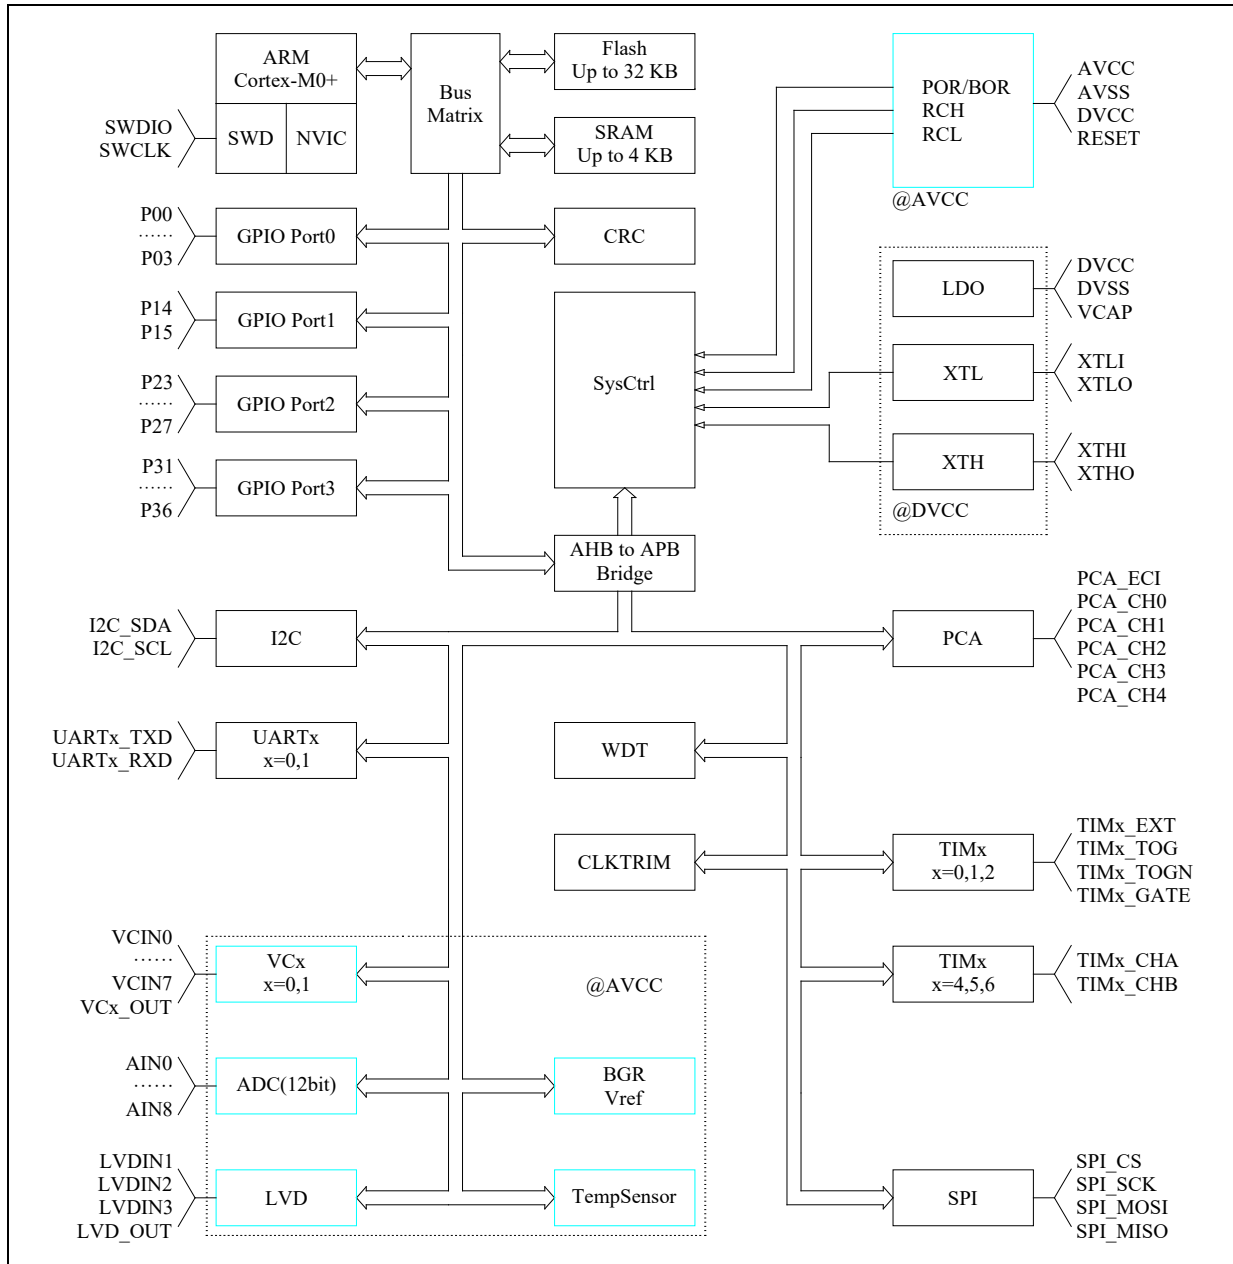 ARM
Cortex-M0+
SWD
NVIC
SWDIO
SWCLK
Bus
Matrix
Flash
Up to 32 KB
SRAM
Up to 4 KB
POR/BOR
RCH
RCL
@AVCC
AVCC
AVSS
DVCC
RESET
P00
······
P03
GPIO Port0
CRC
P14
P15
GPIO Port1
P23
······
P27
GPIO Port2
P31
······
P36
GPIO Port3
SysCtrl
LDO
DVCC
DVSS
VCAP
XTL
XTLI
XTLO
XTH
XTHI
XTHO
@DVCC
AHB to APB
Bridge
I2C_SDA
I2C_SCL
I2C
PCA
PCA_ECI
PCA_CH0
PCA_CH1
PCA_CH2
PCA_CH3
PCA_CH4
UARTx_TXD
UARTx_RXD
UARTx
x=0,1
WDT
CLKTRIM
TIMx
x=0,1,2
TIMx_EXT
TIMx_TOG
TIMx_TOGN
TIMx_GATE
VCIN0
······
VCIN7
VCx_OUT
VCx
x=0,1
@AVCC
TIMx
x=4,5,6
TIMx_CHA
TIMx_CHB
AIN0
······
AIN8
ADC(12bit)
BGR
Vref
LVDIN1
LVDIN2
LVDIN3
LVD_OUT
LVD
TempSensor
SPI
SPI_CS
SPI_SCK
SPI_MOSI
SPI_MISO